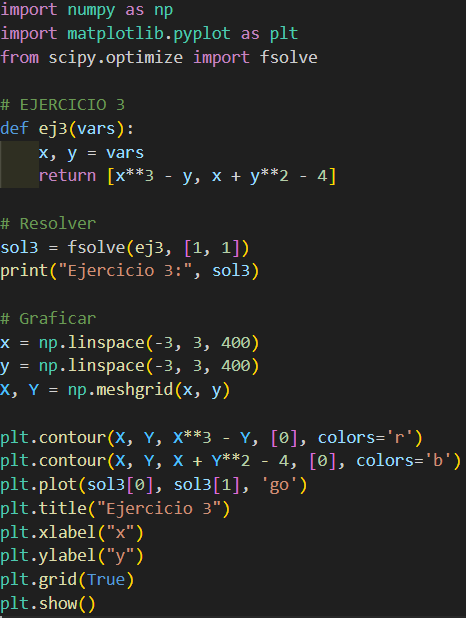 import numpy as np
import matplotlib.pyplot as plt
from scipy.optimize import fsolve

# EJERCICIO 3
def ej3(vars):
    x, y = vars
    return [x**3 - y, x + y**2 - 4]

# Resolver
sol3 = fsolve(ej3, [1, 1])
print("Ejercicio 3:", sol3)

# Graficar
x = np.linspace(-3, 3, 400)
y = np.linspace(-3, 3, 400)
X, Y = np.meshgrid(x, y)

plt.contour(X, Y, X**3 - Y, [0], colors='r')
plt.contour(X, Y, X + Y**2 - 4, [0], colors='b')
plt.plot(sol3[0], sol3[1], 'go')
plt.title("Ejercicio 3")
plt.xlabel("x")
plt.ylabel("y")
plt.grid(True)
plt.show()